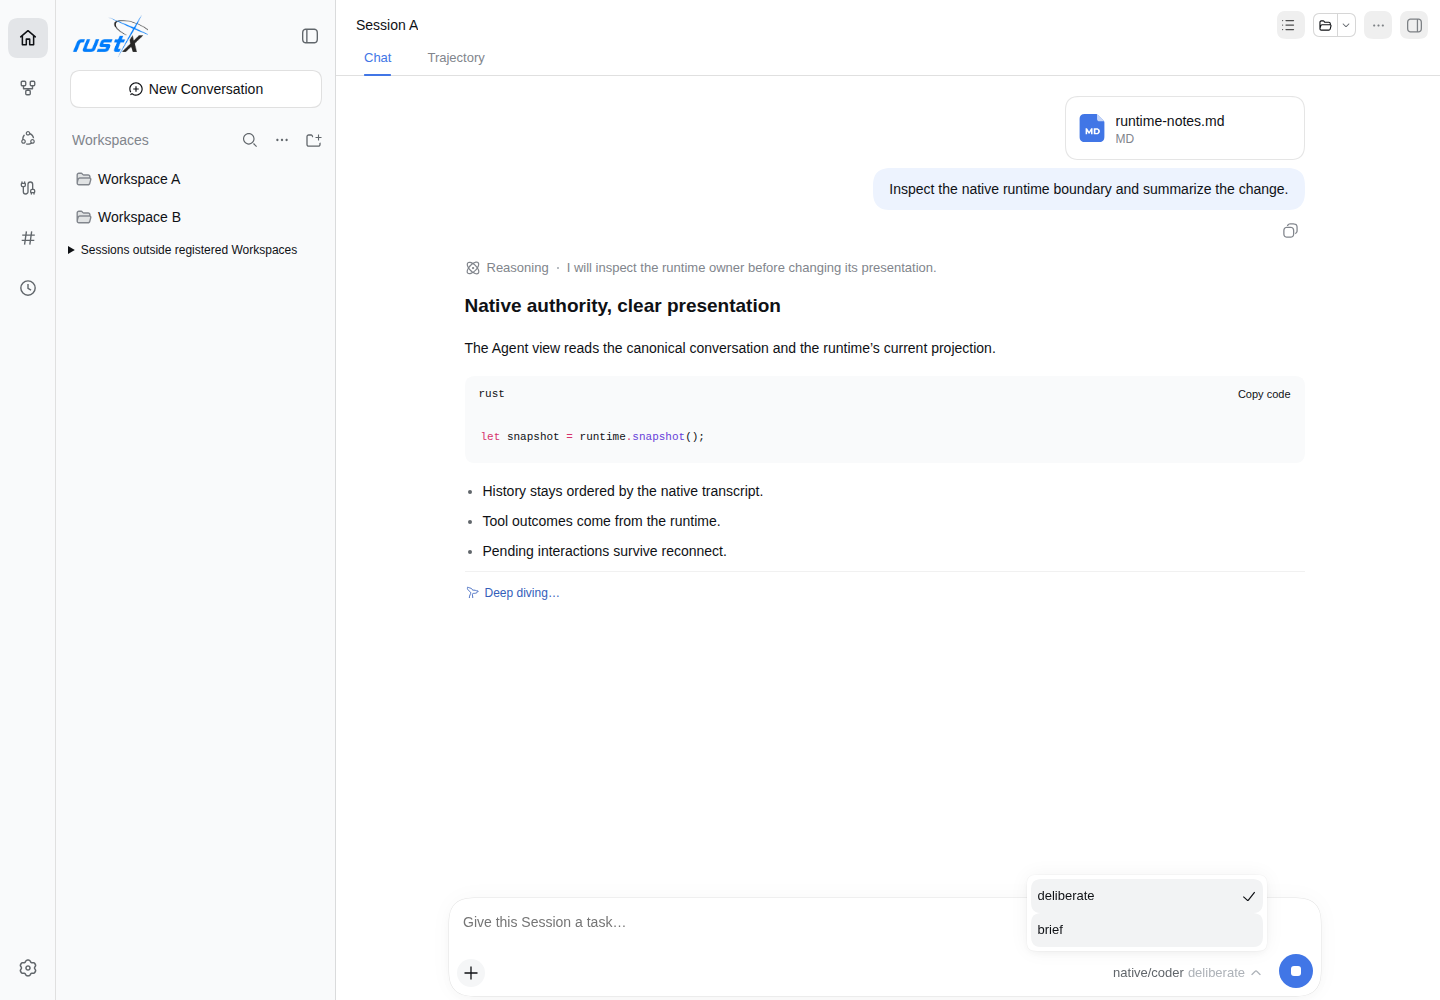 rustX
New Conversation
Workspaces
Workspace A
Workspace B
Sessions outside registered Workspaces
Session A
Chat
Trajectory
MD
runtime-notes.md
MD
Inspect the native runtime boundary and summarize the change.
Reasoning · I will inspect the runtime owner before changing its presentation.
Native authority, clear presentation
The Agent view reads the canonical conversation and the runtime’s current projection.
rust
Copy code
let snapshot = runtime.snapshot();
• History stays ordered by the native transcript.
• Tool outcomes come from the runtime.
• Pending interactions survive reconnect.
Deep diving…
deliberate
brief
Give this Session a task…
native/coder deliberate